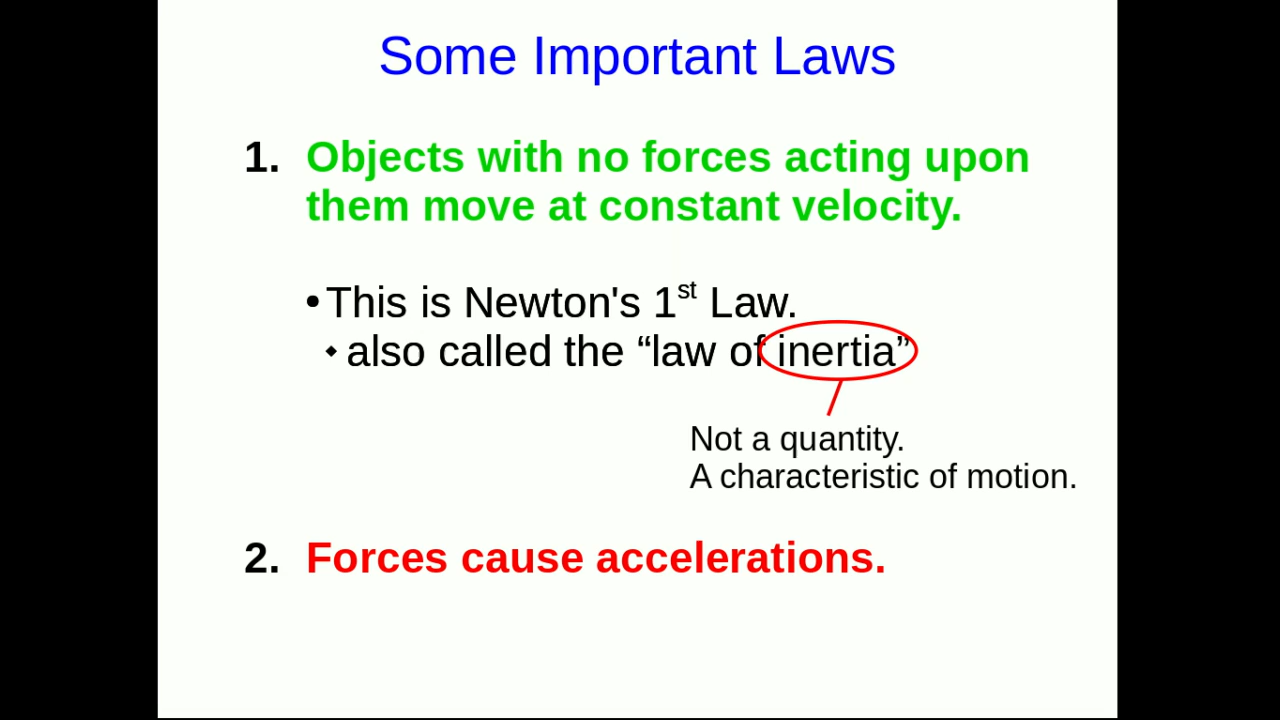 Some Important Laws
1. Objects with no forces acting upon
them move at constant velocity.
•This is Newton's 1st Law.
◆ also called the “law of inertia”
Not a quantity.
A characteristic of motion.
2. Forces cause accelerations.